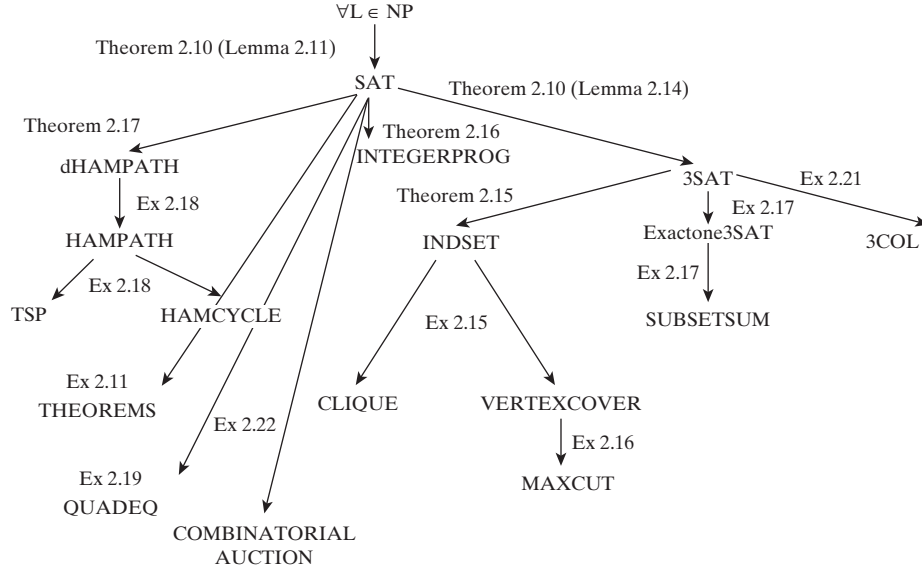 ∀L ∈ NP
Theorem 2.10 (Lemma 2.11)
SAT
Theorem 2.10 (Lemma 2.14)
Theorem 2.17
Theorem 2.16
INTEGERPROG
dHAMPATH
3SAT
Ex 2.21
Theorem 2.15
Ex 2.18
Ex 2.17
HAMPATH
INDSET
Exactone3SAT
3COL
Ex 2.18
Ex 2.17
TSP
HAMCYCLE
Ex 2.15
SUBSETSUM
Ex 2.11
THEOREMS
CLIQUE
VERTEXCOVER
Ex 2.22
Ex 2.16
Ex 2.19
QUADEQ
MAXCUT
COMBINATORIAL
AUCTION